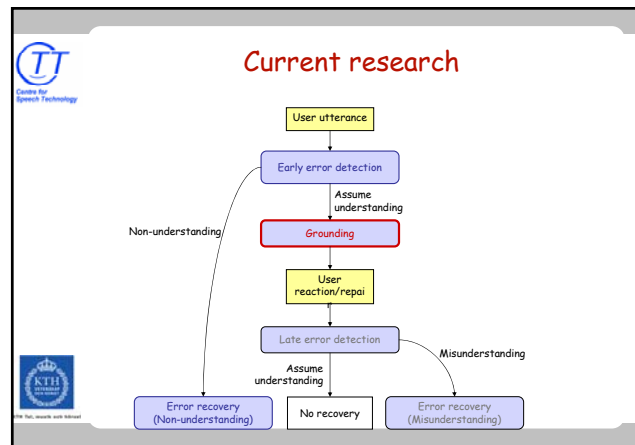 Current research
CTT
Centre for
Speech Technology
User utterance
Early error detection
Assume
understanding
Non-understanding
Grounding
User
reaction/repai
r
Late error detection
Misunderstanding
Assume
understanding
Error recovery
(Non-understanding)
No recovery
Error recovery
(Misunderstanding)
KTH